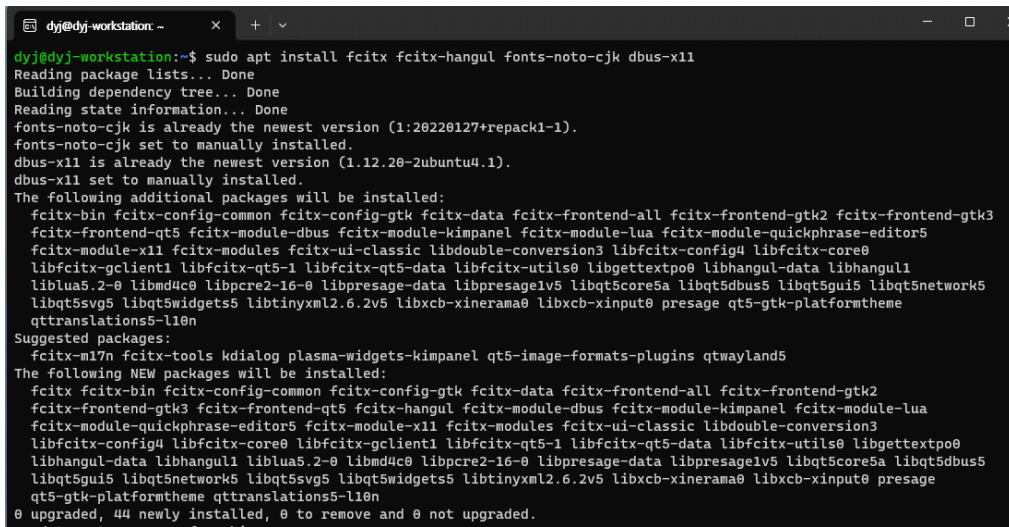 dyj@dyj-workstation: ~
dyj@dyj-workstation:~$ sudo apt install fcitx fcitx-hangul fonts-noto-cjk dbus-x11
Reading package lists... Done
Building dependency tree... Done
Reading state information... Done
fonts-noto-cjk is already the newest version (1:20220127+repack1-1).
fonts-noto-cjk set to manually installed.
dbus-x11 is already the newest version (1.12.20-2ubuntu4.1).
dbus-x11 set to manually installed.
The following additional packages will be installed:
  fcitx-bin fcitx-config-common fcitx-config-gtk fcitx-data fcitx-frontend-all fcitx-frontend-gtk2 fcitx-frontend-gtk3
  fcitx-frontend-qt5 fcitx-module-dbus fcitx-module-kimpanel fcitx-module-lua fcitx-module-quickphrase-editor5
  fcitx-module-x11 fcitx-modules fcitx-ui-classic libdouble-conversion3 libfcitx-config4 libfcitx-core0
  libfcitx-gclient1 libfcitx-qt5-1 libfcitx-qt5-data libfcitx-utils0 libgettextpo0 libhangul-data libhangul1
  liblua5.2-0 libmd4c0 libpcre2-16-0 libpresage-data libpresage1v5 libqt5core5a libqt5dbus5 libqt5gui5 libqt5network5
  libqt5svg5 libqt5widgets5 libtinyxml2.6.2v5 libxcb-xinerama0 libxcb-xinput0 presage qt5-gtk-platformtheme
  qttranslations5-l10n
Suggested packages:
  fcitx-m17n fcitx-tools kdialog plasma-widgets-kimpanel qt5-image-formats-plugins qtwayland5
The following NEW packages will be installed:
  fcitx fcitx-bin fcitx-config-common fcitx-config-gtk fcitx-data fcitx-frontend-all fcitx-frontend-gtk2
  fcitx-frontend-gtk3 fcitx-frontend-qt5 fcitx-hangul fcitx-module-dbus fcitx-module-kimpanel fcitx-module-lua
  fcitx-module-quickphrase-editor5 fcitx-module-x11 fcitx-modules fcitx-ui-classic libdouble-conversion3
  libfcitx-config4 libfcitx-core0 libfcitx-gclient1 libfcitx-qt5-1 libfcitx-qt5-data libfcitx-utils0 libgettextpo0
  libhangul-data libhangul1 liblua5.2-0 libmd4c0 libpcre2-16-0 libpresage-data libpresage1v5 libqt5core5a libqt5dbus5
  libqt5gui5 libqt5network5 libqt5svg5 libqt5widgets5 libtinyxml2.6.2v5 libxcb-xinerama0 libxcb-xinput0 presage
  qt5-gtk-platformtheme qttranslations5-l10n
0 upgraded, 44 newly installed, 0 to remove and 0 not upgraded.